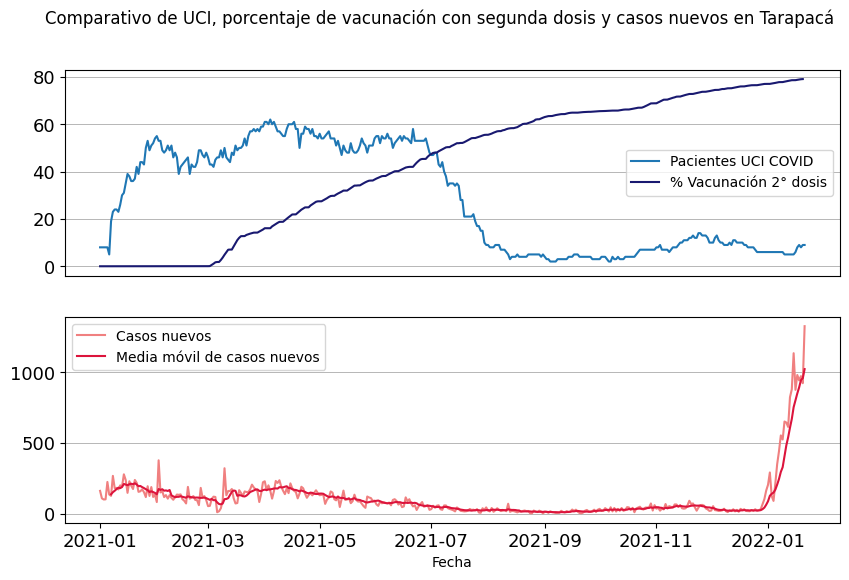 Comparativo de UCI, porcentaje de vacunación con segunda dosis y casos nuevos en Tarapacá
80
60
40
20
0
Pacientes UCI COVID
% Vacunación 2° dosis
Casos nuevos
Media móvil de casos nuevos
1000
500
0
2021-01 2021-03 2021-05 2021-07 2021-09 2021-11 2022-01
Fecha